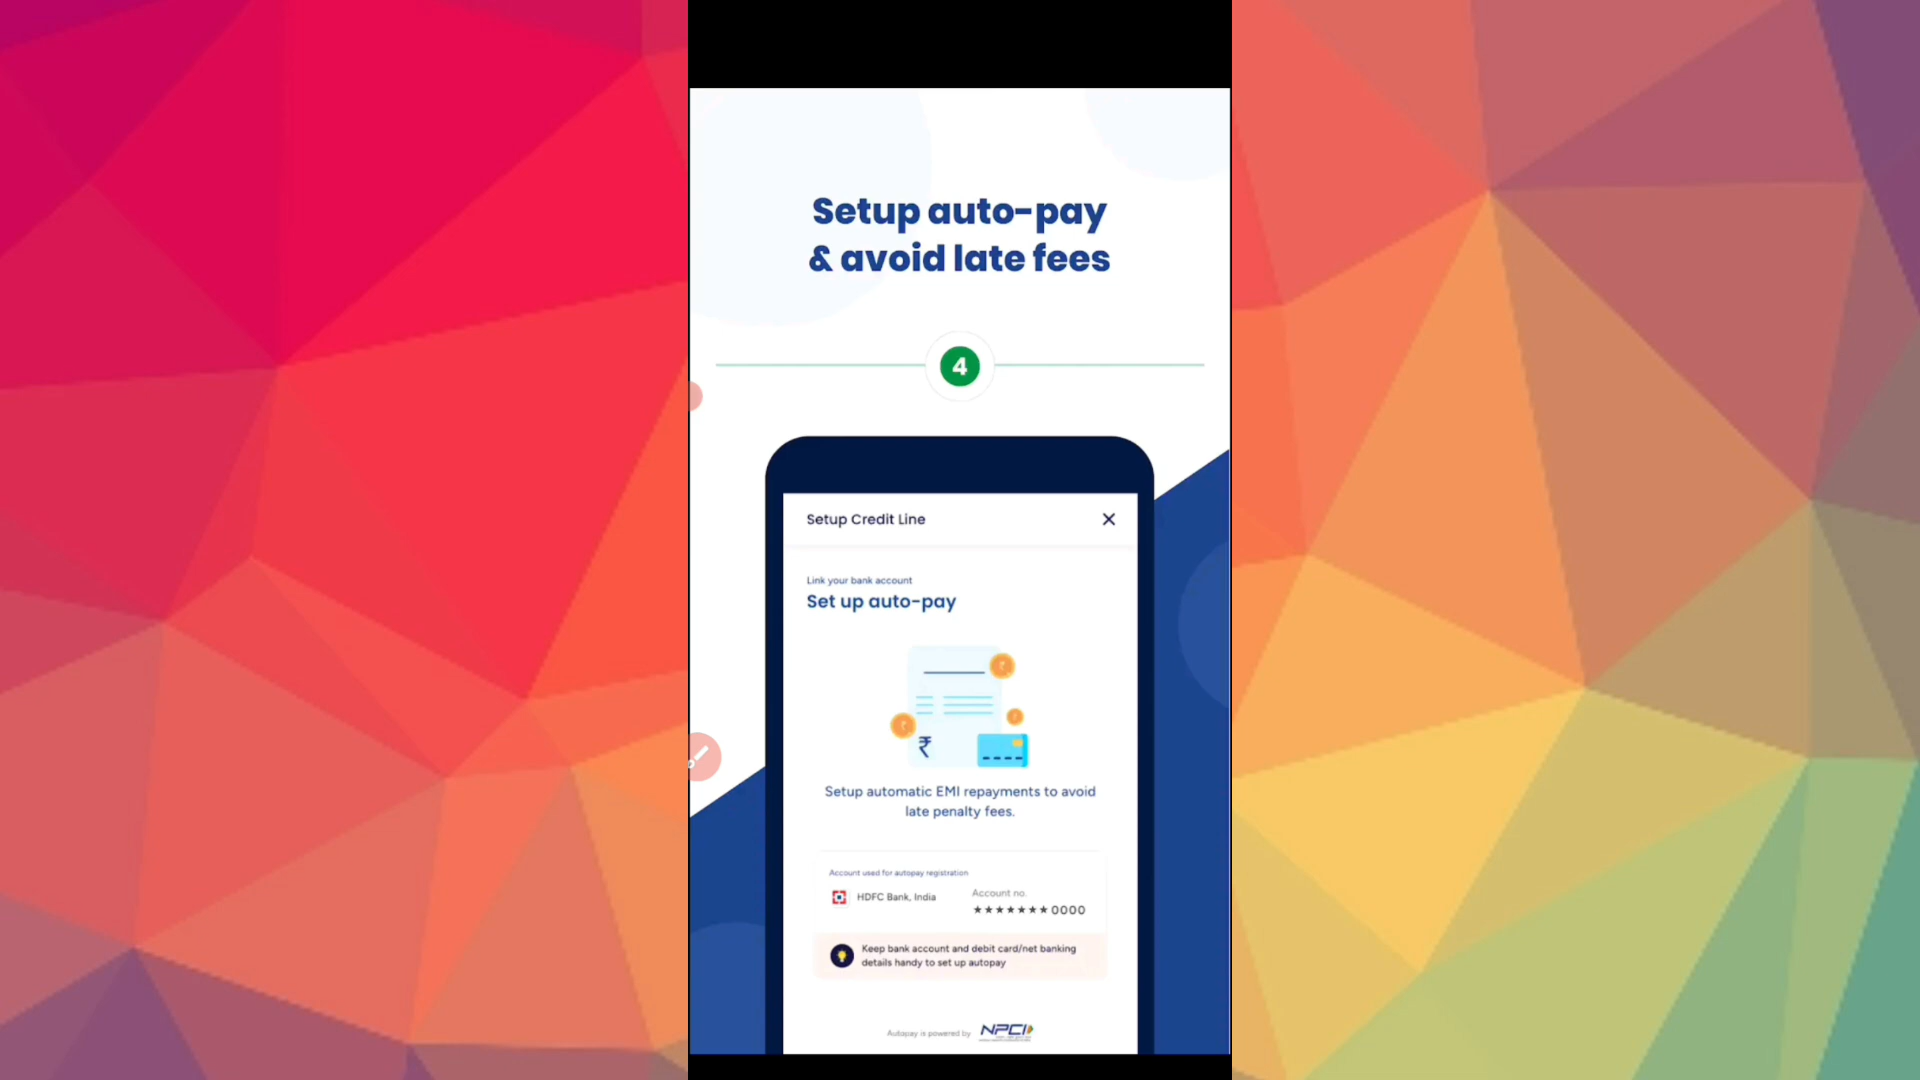 Setup auto-pay
& avoid late fees
4
Setup Credit Line
Link your bank account
Set up auto-pay
₹
Setup automatic EMI repayments to avoid
late penalty fees.
Account used for autopay registration
HDFC Bank, India
Account no.
★★★★★★★0000
Keep bank account and debit card/net banking
details handy to set up autopay
Autopay is powered by NPCI